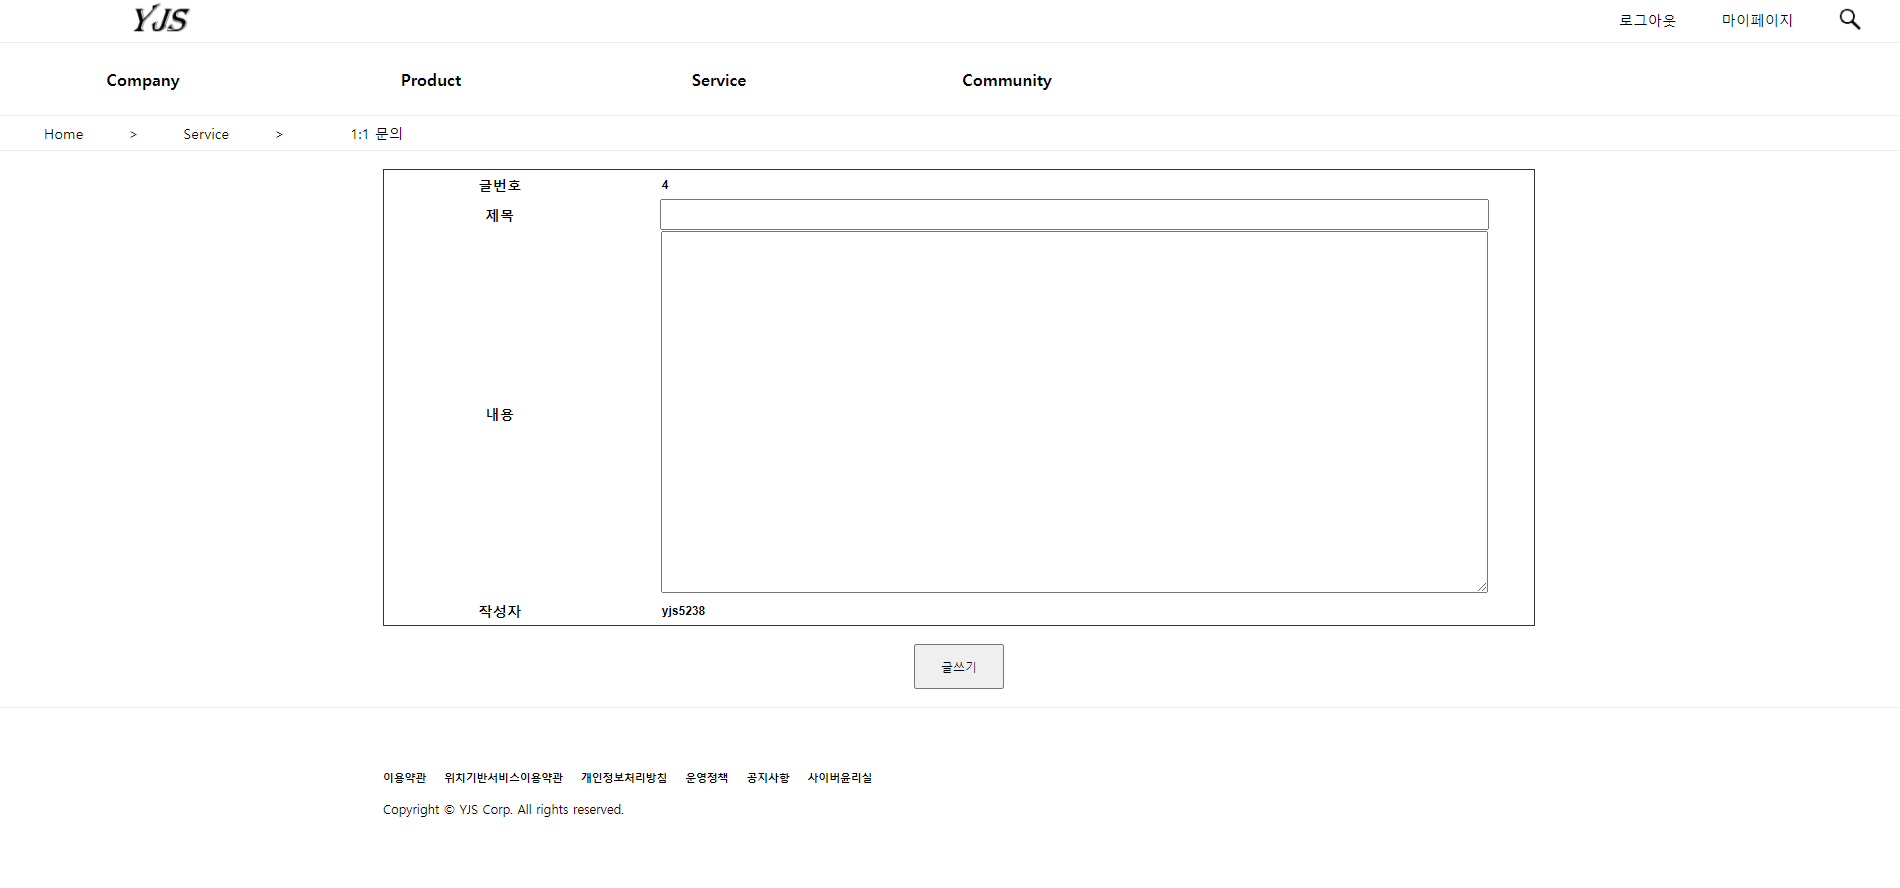 YJS
로그아웃 마이페이지
Company Product Service Community
Home > Service > 1:1 문의
글번호 4
제목
내용
작성자 yjs5238
글쓰기
이용약관 위치기반서비스이용약관 개인정보처리방침 운영정책 공지사항 사이버윤리실
Copyright © YJS Corp. All rights reserved.